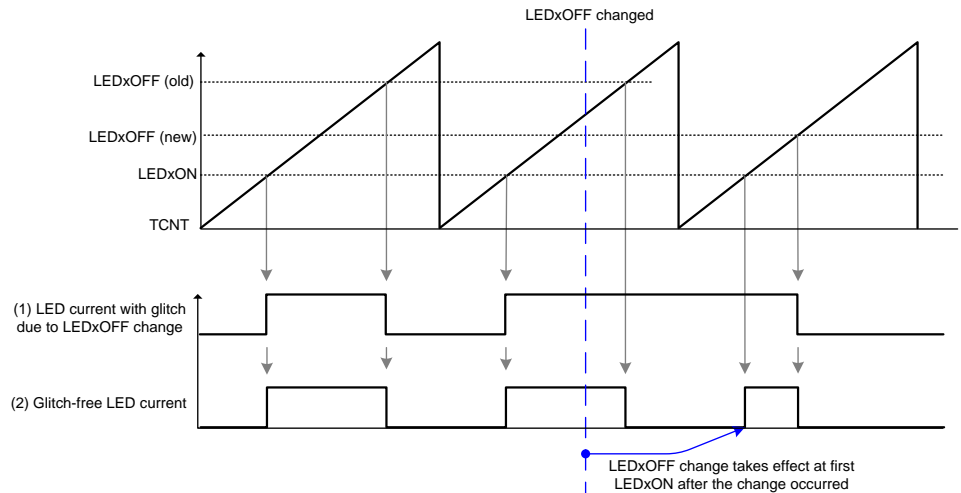 LEDxOFF changed
LEDxOFF (old)
LEDxOFF (new)
LEDxON
TCNT
(1) LED current with glitch
due to LEDxOFF change
(2) Glitch-free LED current
LEDxOFF change takes effect at first
LEDxON after the change occurred